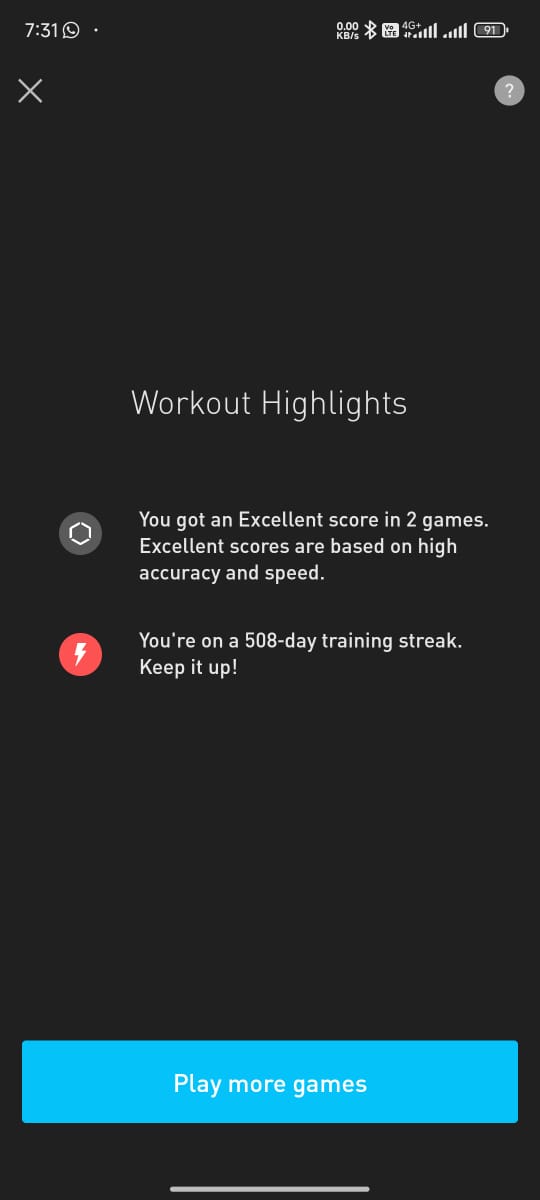 7:31
0.00
KB/s
Vo
LTE
4G+
91
?
Workout Highlights
You got an Excellent score in 2 games.
Excellent scores are based on high
accuracy and speed.
You're on a 508-day training streak.
Keep it up!
Play more games